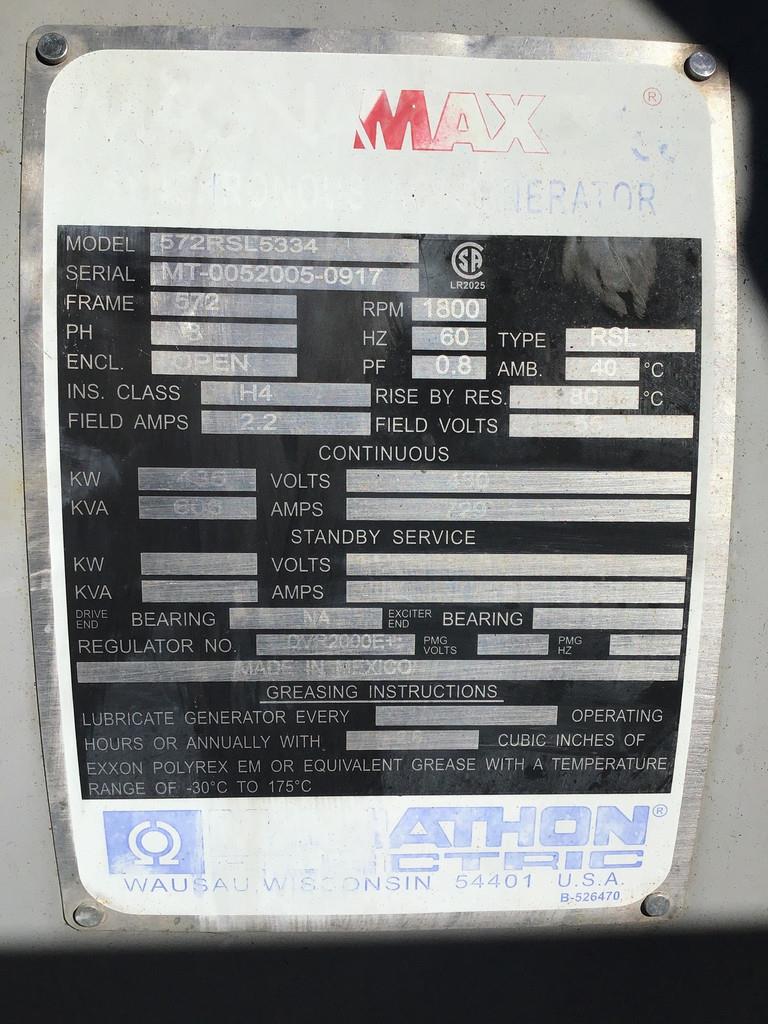 MAX ®
SYNCHRONOUS GENERATOR
MODEL 572RSL5334
SERIAL MT-0052005-0917
LR2025
FRAME 572 RPM 1800
PH 3 HZ 60 TYPE RSL
ENCL. OPEN PF 0.8 AMB. 40 °C
INS. CLASS H4 RISE BY RES. 80 °C
FIELD AMPS 2.2 FIELD VOLTS
CONTINUOUS
KW VOLTS
KVA AMPS
STANDBY SERVICE
KW VOLTS
KVA AMPS
DRIVE END BEARING NA EXCITER END BEARING
REGULATOR NO. DVR2000E+ PMG VOLTS PMG HZ
MADE IN MEXICO
GREASING INSTRUCTIONS
LUBRICATE GENERATOR EVERY OPERATING
HOURS OR ANNUALLY WITH CUBIC INCHES OF
EXXON POLYREX EM OR EQUIVALENT GREASE WITH A TEMPERATURE
RANGE OF -30°C TO 175°C
MARATHON ®
ELECTRIC
WAUSAU, WISCONSIN 54401 U.S.A.
B-526470